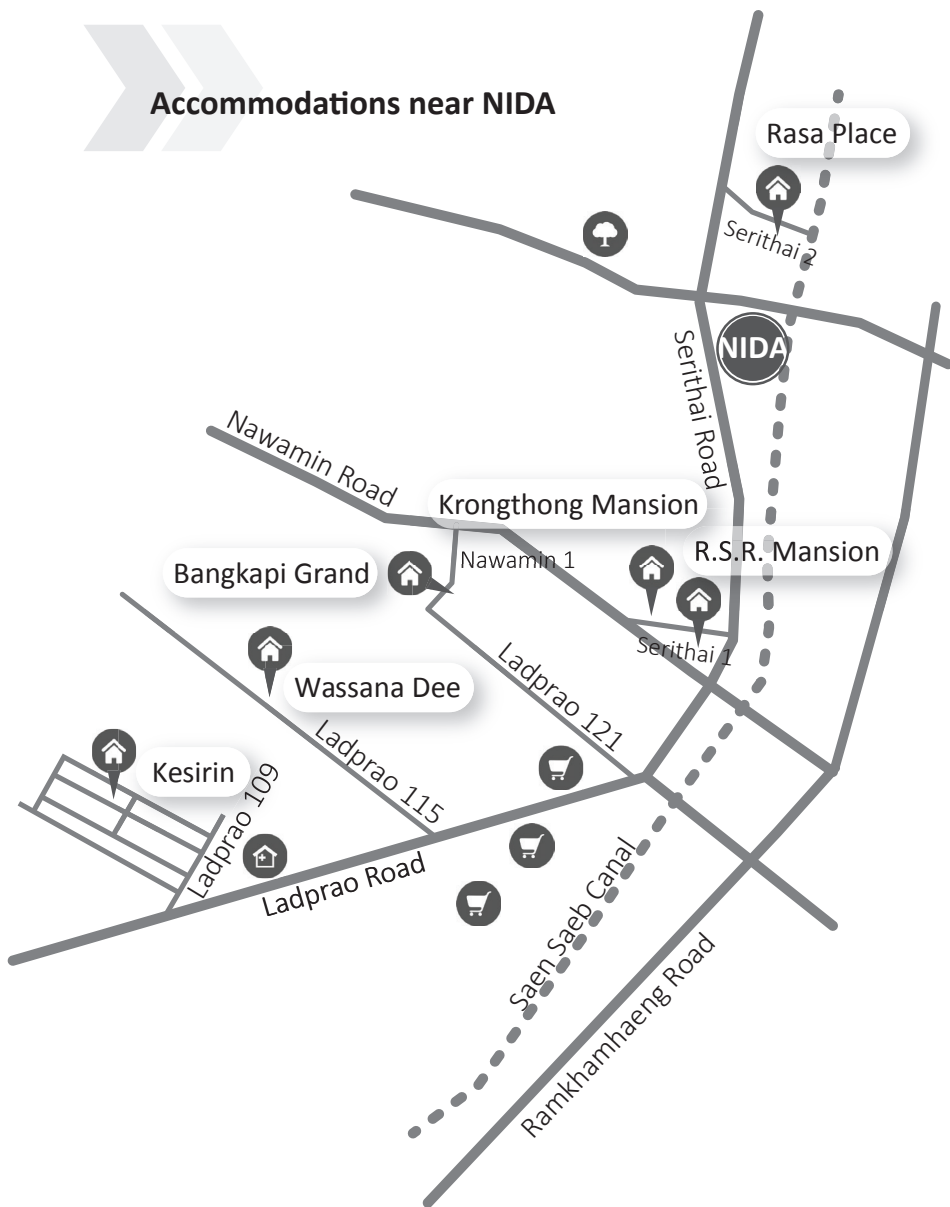 Accommodations near NIDA
Rasa Place
Serithai 2
NIDA
Serithai Road
Nawamin Road
Krongthong Mansion
R.S.R. Mansion
Nawamin 1
Bangkapi Grand
Serithai 1
Ladprao 121
Wassana Dee
Ladprao 115
Kesirin
Ladprao 109
Ladprao Road
Saen Saeb Canal
Ramkhamhaeng Road